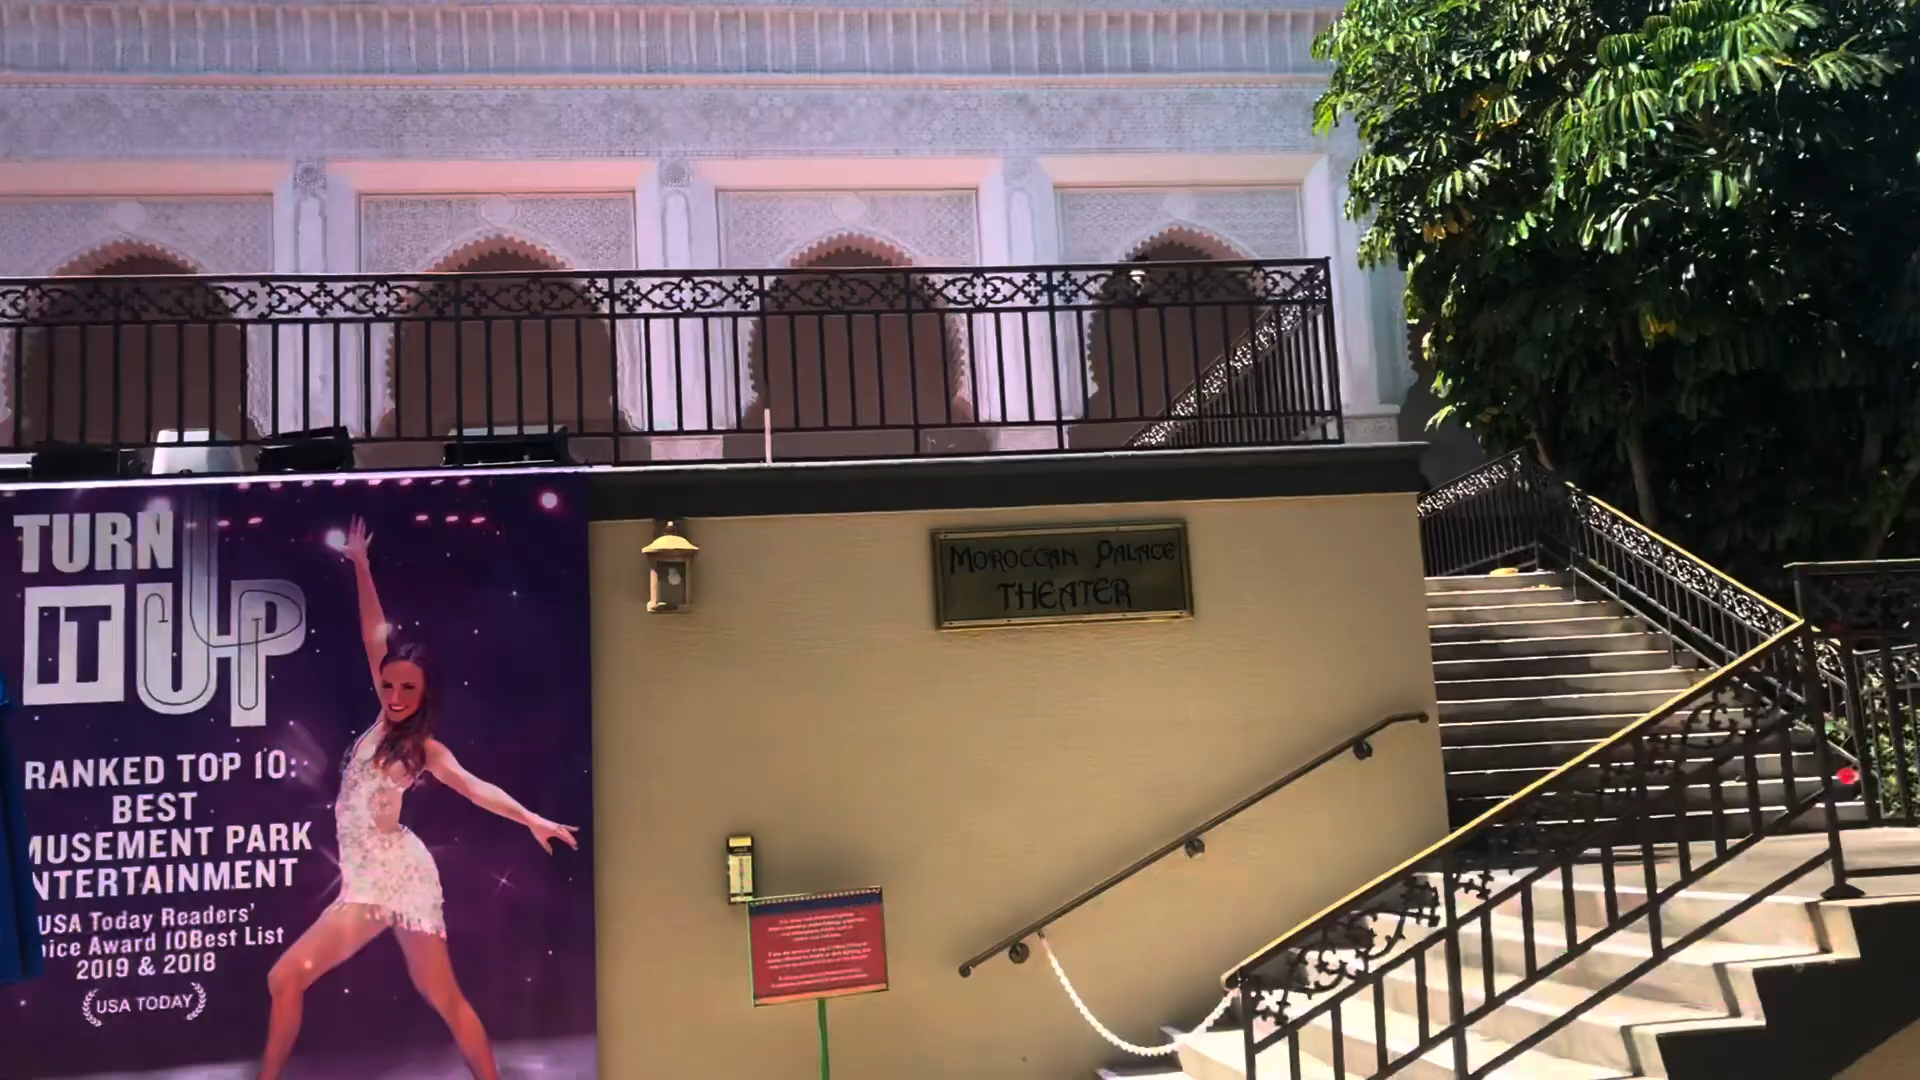 TURN
IT UP
RANKED TOP 10:
BEST
MUSEMENT PARK
NTERTAINMENT
USA Today Readers'
ice Award 10Best List
2019 & 2018
USA TODAY
MOROCCAN PALACE
THEATER